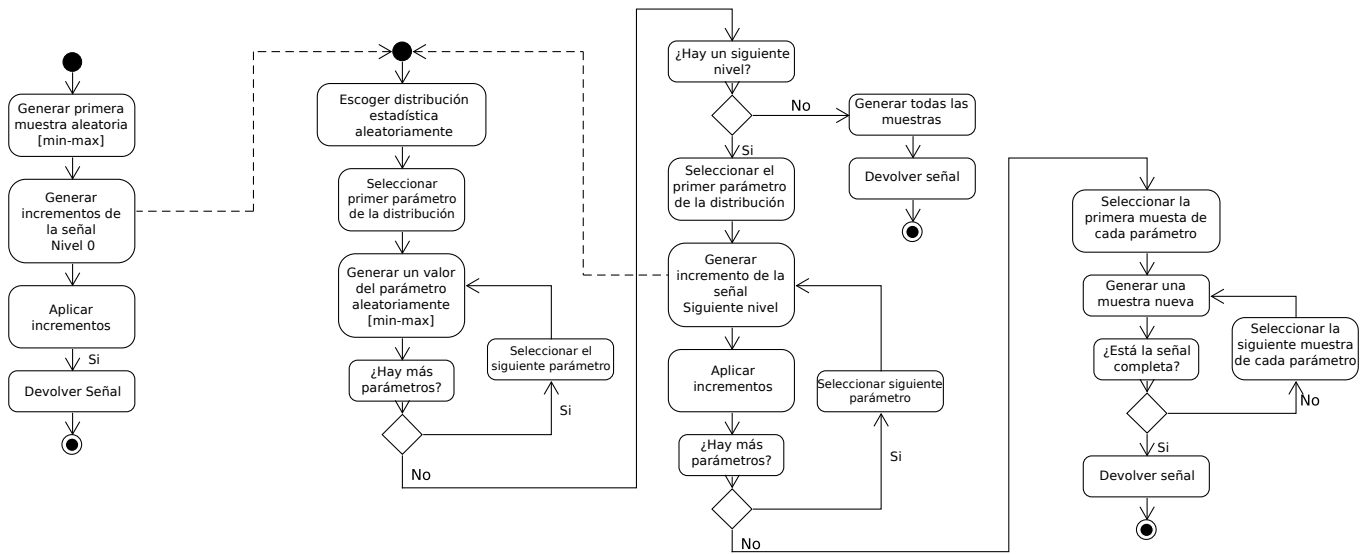 Generar primera
muestra aleatoria
[min-max]
Generar
incrementos de
la señal
Nivel 0
Aplicar
incrementos
Si
Devolver Señal
Escoger distribución
estadística
aleatoriamente
Seleccionar
primer parámetro
de la distribución
Generar un valor
del parámetro
aleatoriamente
[min-max]
¿Hay más
parámetros?
Seleccionar el
siguiente parámetro
Si
No
¿Hay un siguiente
nivel?
No
Generar todas las
muestras
Devolver señal
Si
Seleccionar el
primer parámetro
de la distribución
Generar
incremento de la
señal
Siguiente nivel
Aplicar
incrementos
Seleccionar siguiente
parámetro
¿Hay más
parámetros?
Si
No
Seleccionar la
primera muesta de
cada parámetro
Generar una
muestra nueva
Seleccionar la
siguiente muestra
de cada parámetro
¿Está la señal
completa?
No
Si
Devolver señal